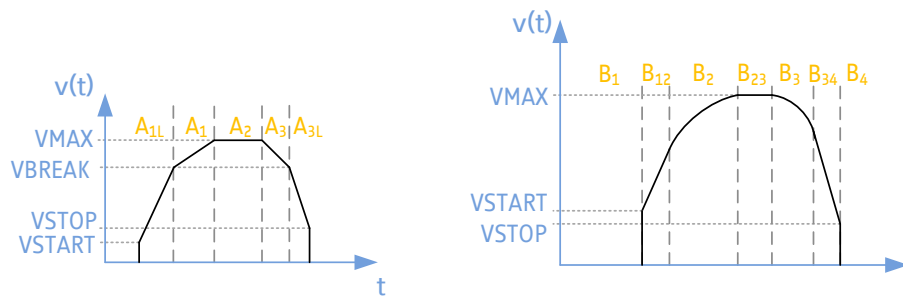 v(t)
A1L A1 A2 A3 A3L
VMAX
VBREAK
VSTOP
VSTART
t
v(t)
B1 B12 B2 B23 B3 B34 B4
VMAX
VSTART
VSTOP